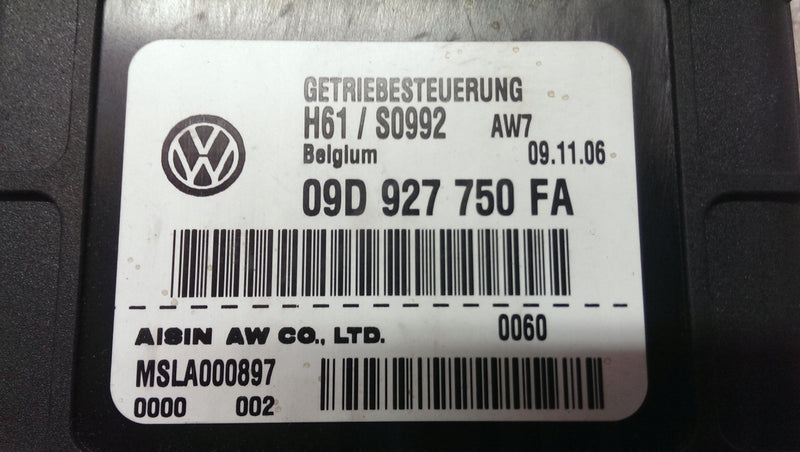 GETRIEBESTEUERUNG
H61 / S0992 AW7
Belgium 09.11.06
09D 927 750 FA
AISIN AW CO., LTD. 0060
MSLA000897
0000 002